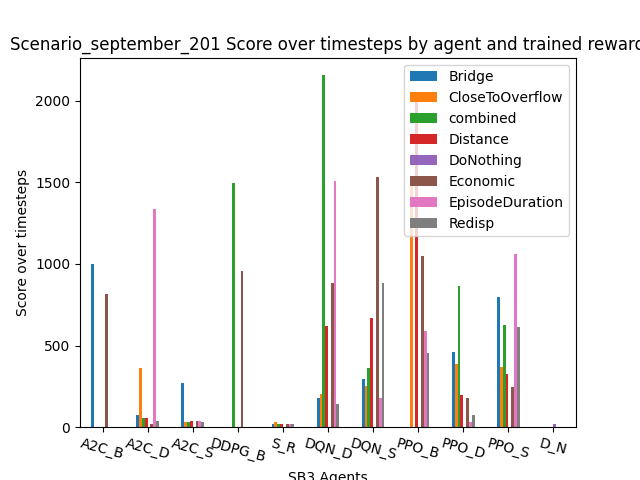 Scenario_september_201 Score over timesteps by agent and trained reward
Score over timesteps
2000
1500
1000
500
0
Bridge
CloseToOverflow
combined
Distance
DoNothing
Economic
EpisodeDuration
Redisp
A2C_B
A2C_D
A2C_S
DDPG_B
S_R
DQN_D
DQN_S
PPO_B
PPO_D
PPO_S
D_N
SB3 Agents